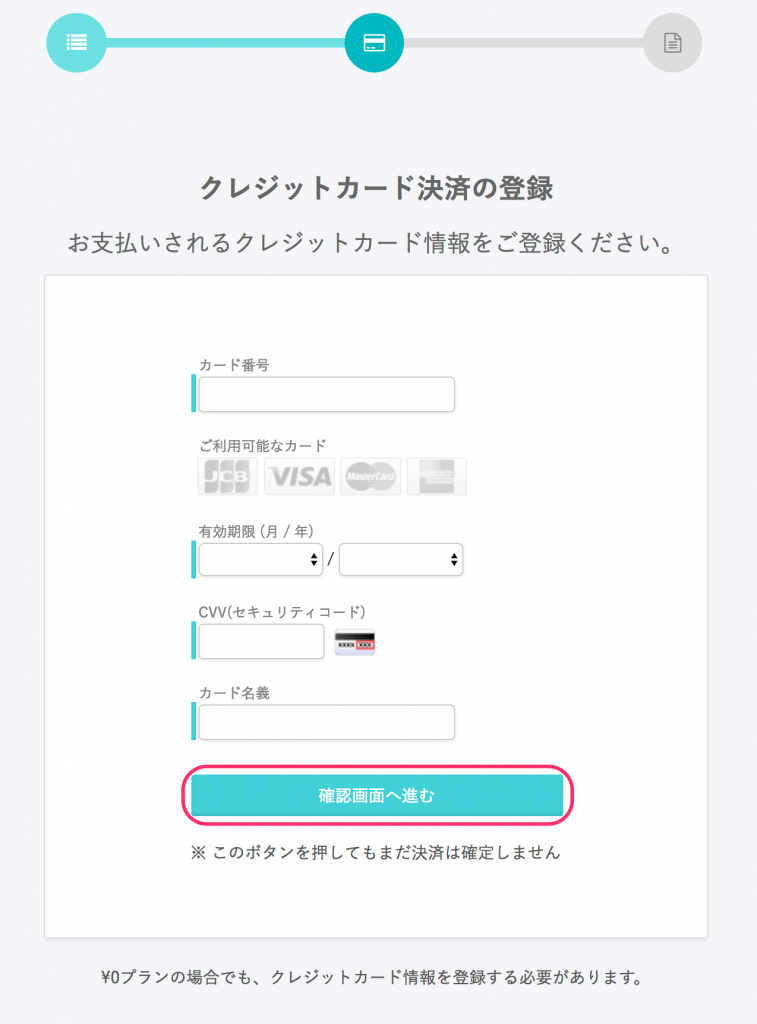 クレジットカード決済の登録
お支払いされるクレジットカード情報をご登録ください。
カード番号
ご利用可能なカード
JCB VISA MasterCard
有効期限 (月 / 年)
/
CVV(セキュリティコード)
XXXX XXX
カード名義
確認画面へ進む
※ このボタンを押してもまだ決済は確定しません
¥0プランの場合でも、クレジットカード情報を登録する必要があります。